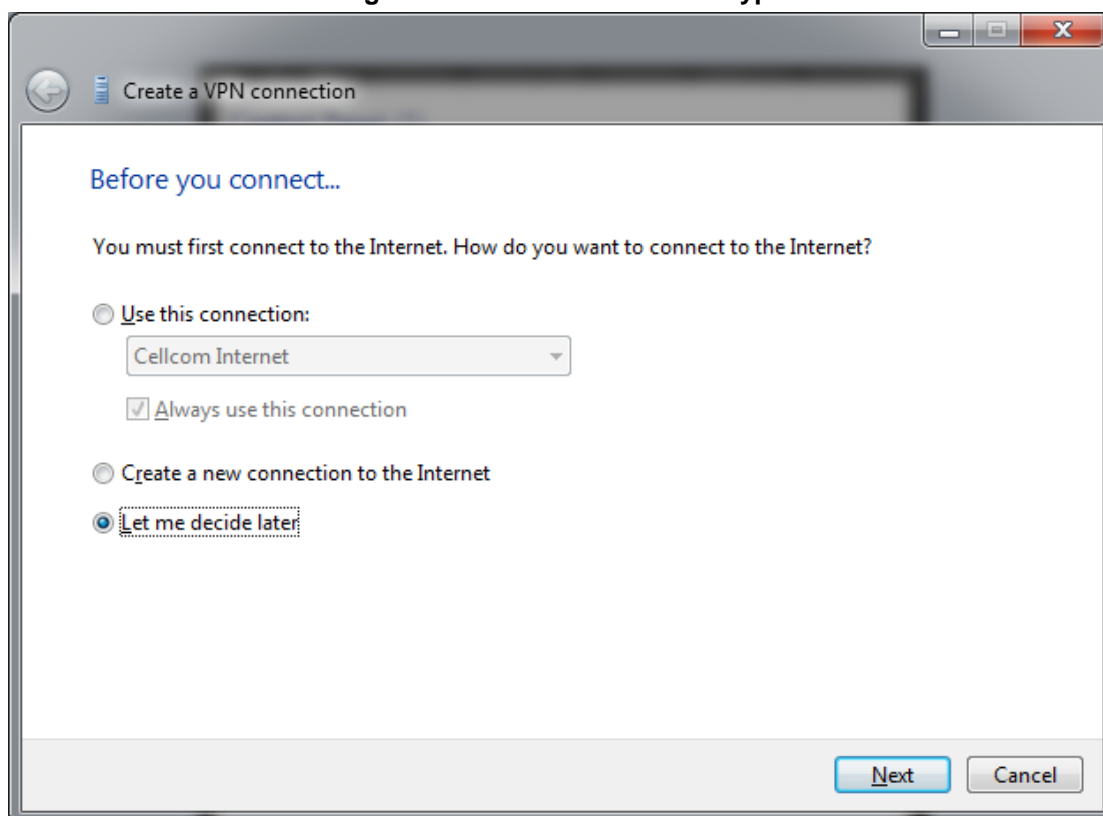 Create a VPN connection
Before you connect...
You must first connect to the Internet. How do you want to connect to the Internet?
Use this connection:
Cellcom Internet
Always use this connection
Create a new connection to the Internet
Let me decide later
Next Cancel